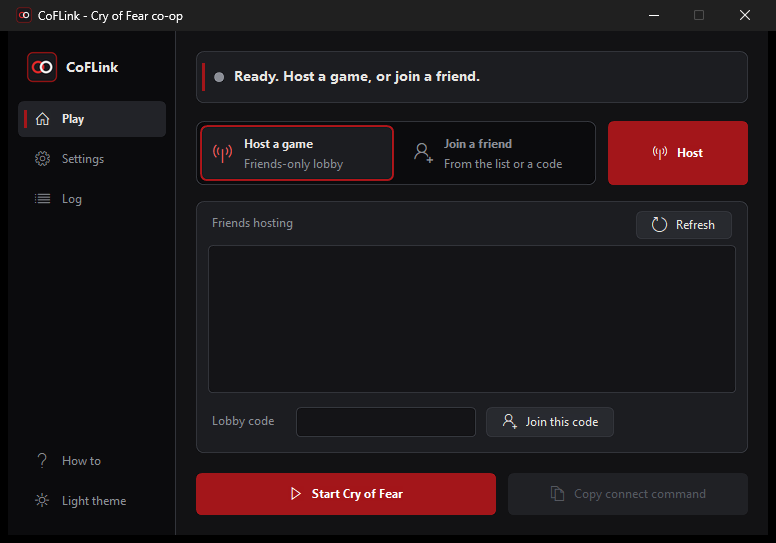 CoFLink - Cry of Fear co-op
CoFLink
Play
Settings
Log
How to
Light theme
Ready. Host a game, or join a friend.
Host a game
Friends-only lobby
Join a friend
From the list or a code
Host
Friends hosting
Refresh
Lobby code
Join this code
Start Cry of Fear
Copy connect command